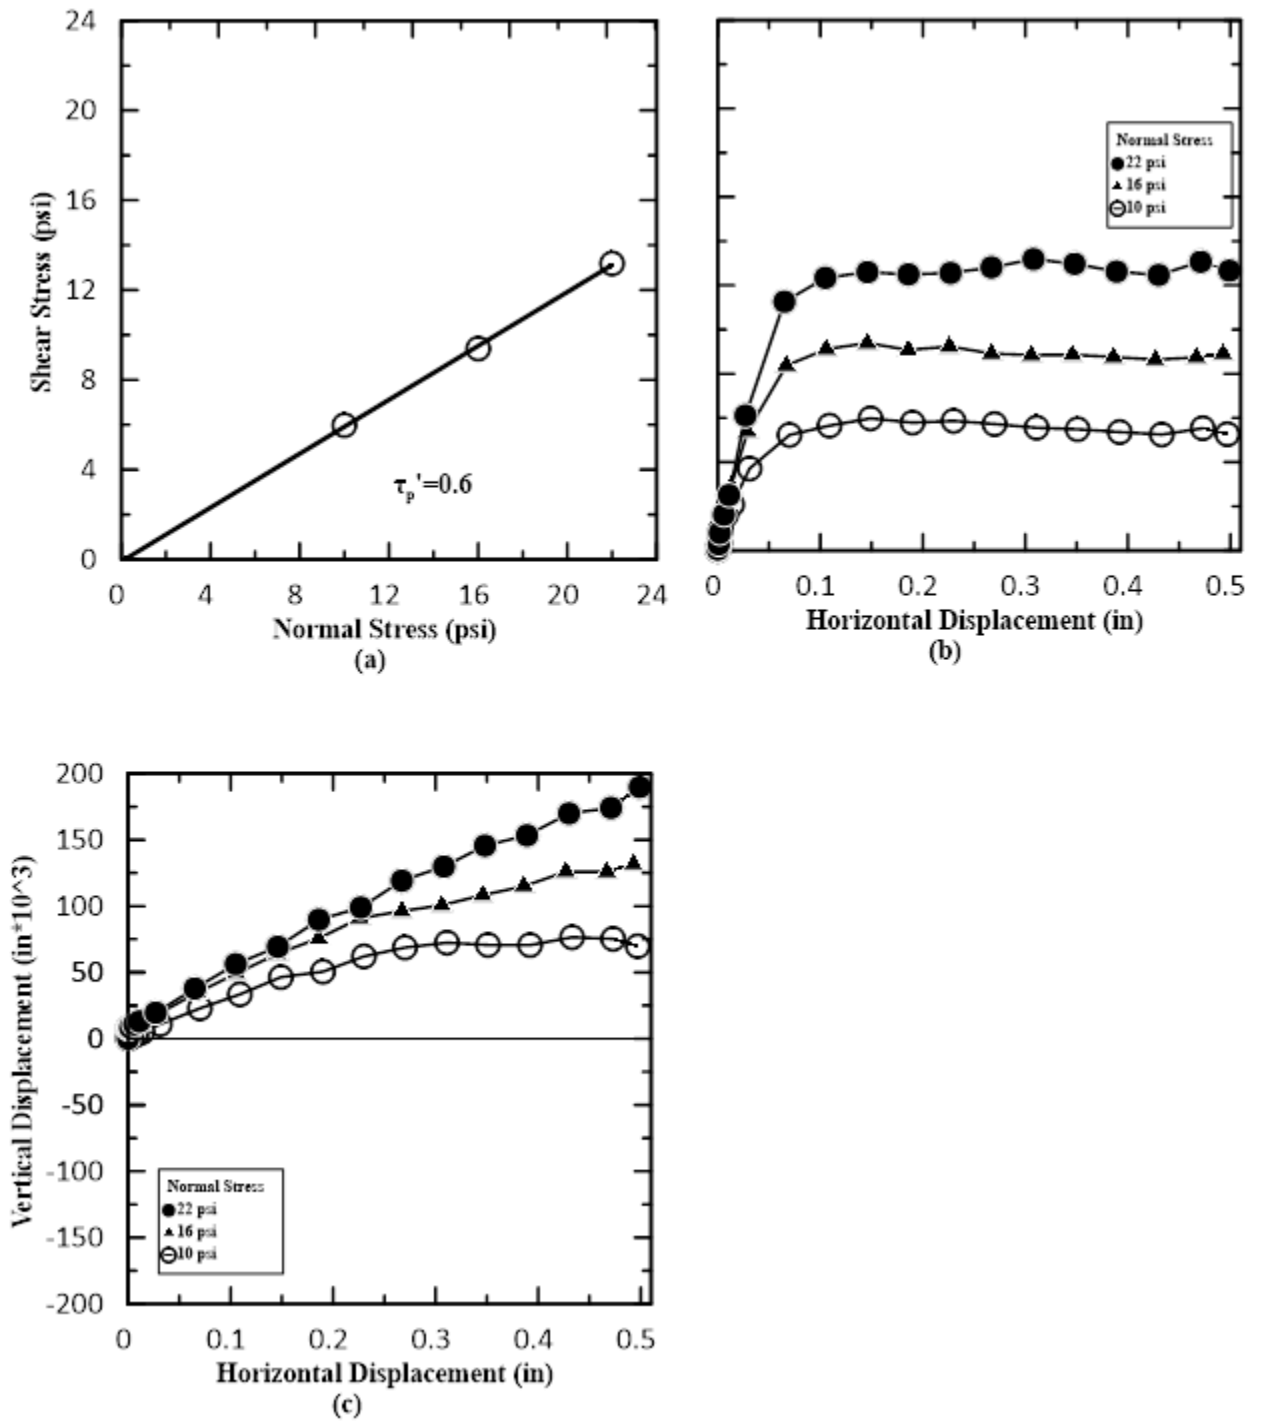 24
20
16
12
8
4
0
Shear Stress (psi)
τp'=0.6
0 4 8 12 16 20 24
Normal Stress (psi)
(a)
Normal Stress
22 psi
16 psi
10 psi
0 0.1 0.2 0.3 0.4 0.5
Horizontal Displacement (in)
(b)
200
150
100
50
0
-50
-100
-150
-200
Vertical Displacement (in*10^3)
Normal Stress
22 psi
16 psi
10 psi
0 0.1 0.2 0.3 0.4 0.5
Horizontal Displacement (in)
(c)